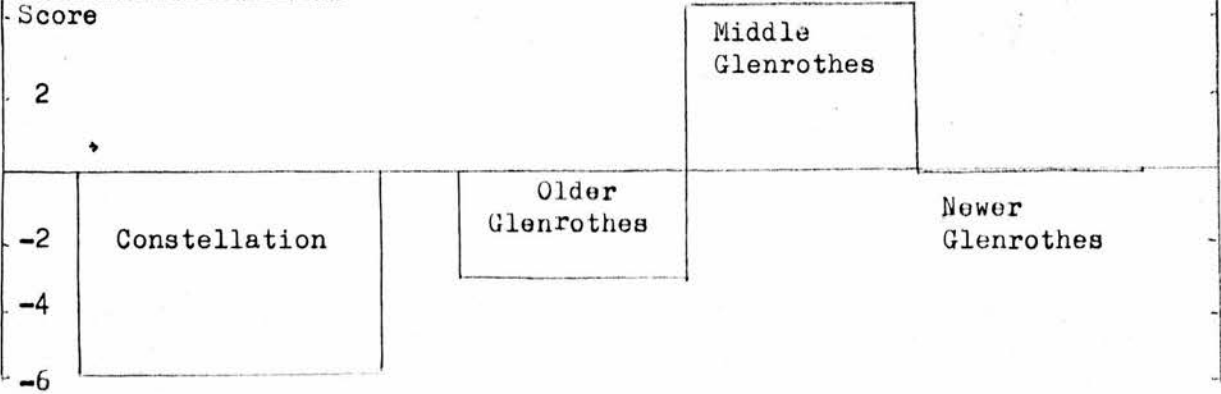 Score
Middle
Glenrothes
2
Older
Glenrothes
Newer
Glenrothes
-2
Constellation
-4
-6